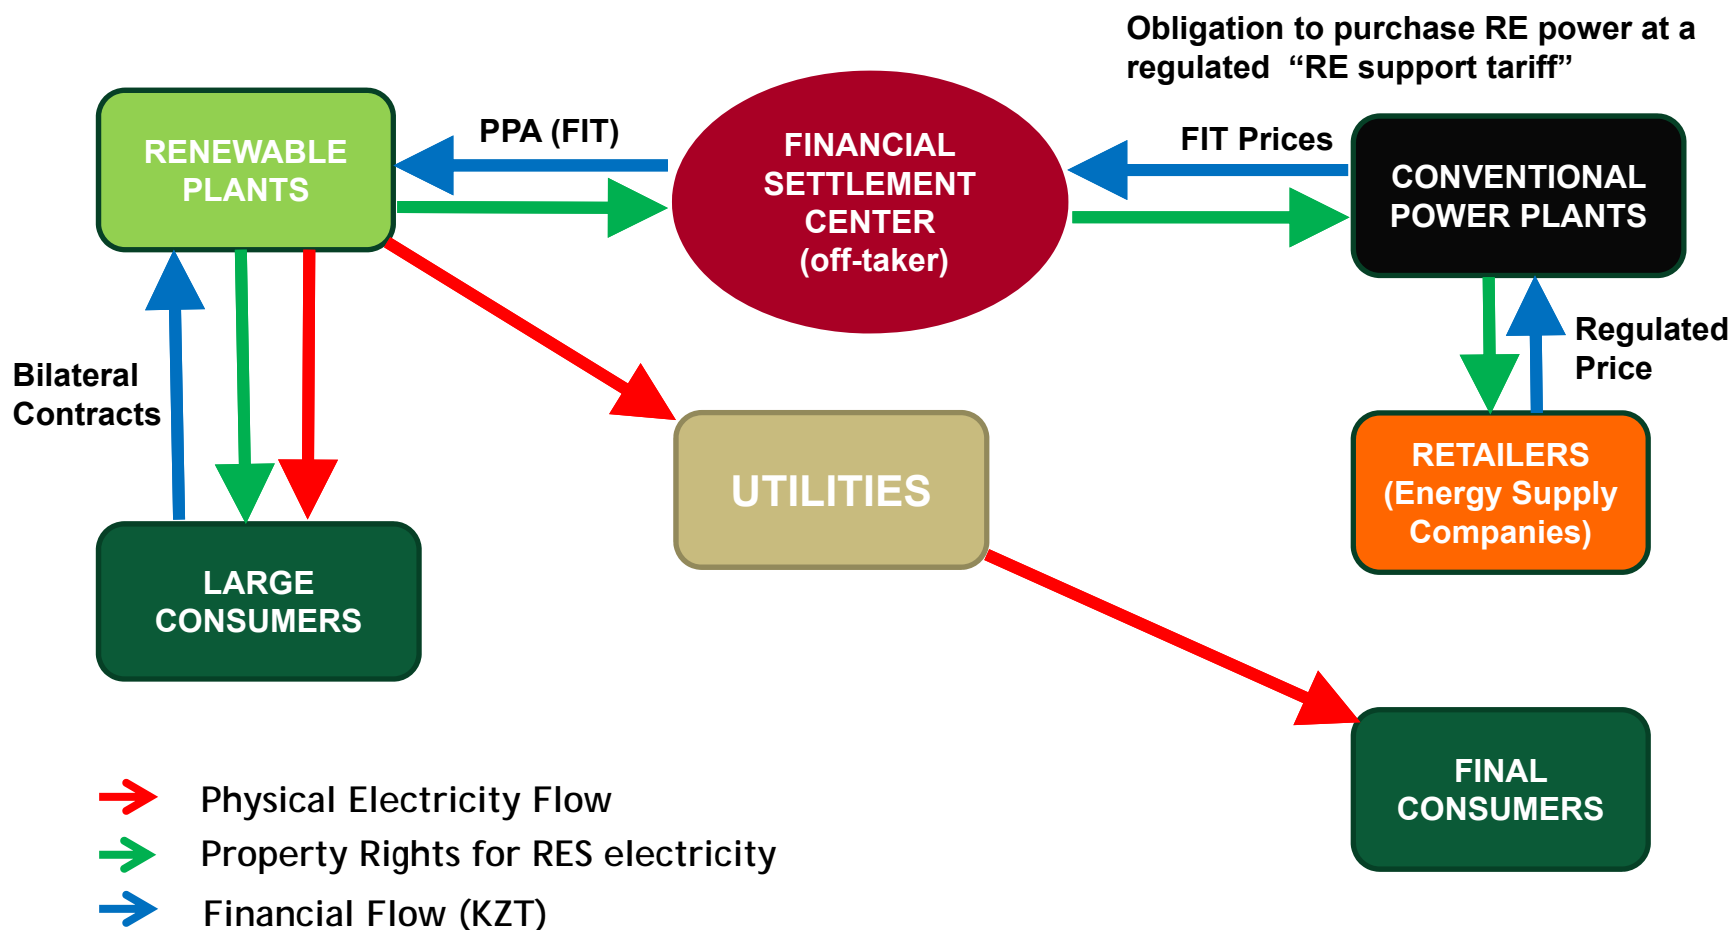 Obligation to purchase RE power at a
regulated “RE support tariff”
RENEWABLE
PLANTS
PPA (FIT)
FINANCIAL
SETTLEMENT
CENTER
(off-taker)
FIT Prices
CONVENTIONAL
POWER PLANTS
Bilateral
Contracts
Regulated
Price
UTILITIES
RETAILERS
(Energy Supply
Companies)
LARGE
CONSUMERS
FINAL
CONSUMERS
Physical Electricity Flow
Property Rights for RES electricity
Financial Flow (KZT)